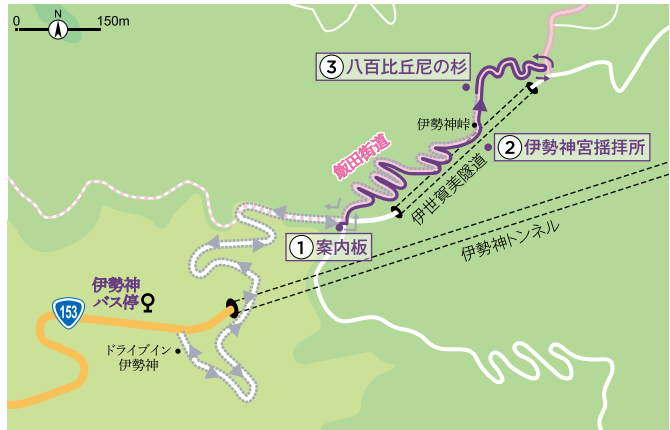 0
N
150m
③ 八百比丘尼の杉
伊勢神峠
② 伊勢神宮揺拝所
飯田街道
伊世賀美隧道
伊勢神トンネル
① 案内板
伊勢神
バス停
153
ドライブイン
伊勢神